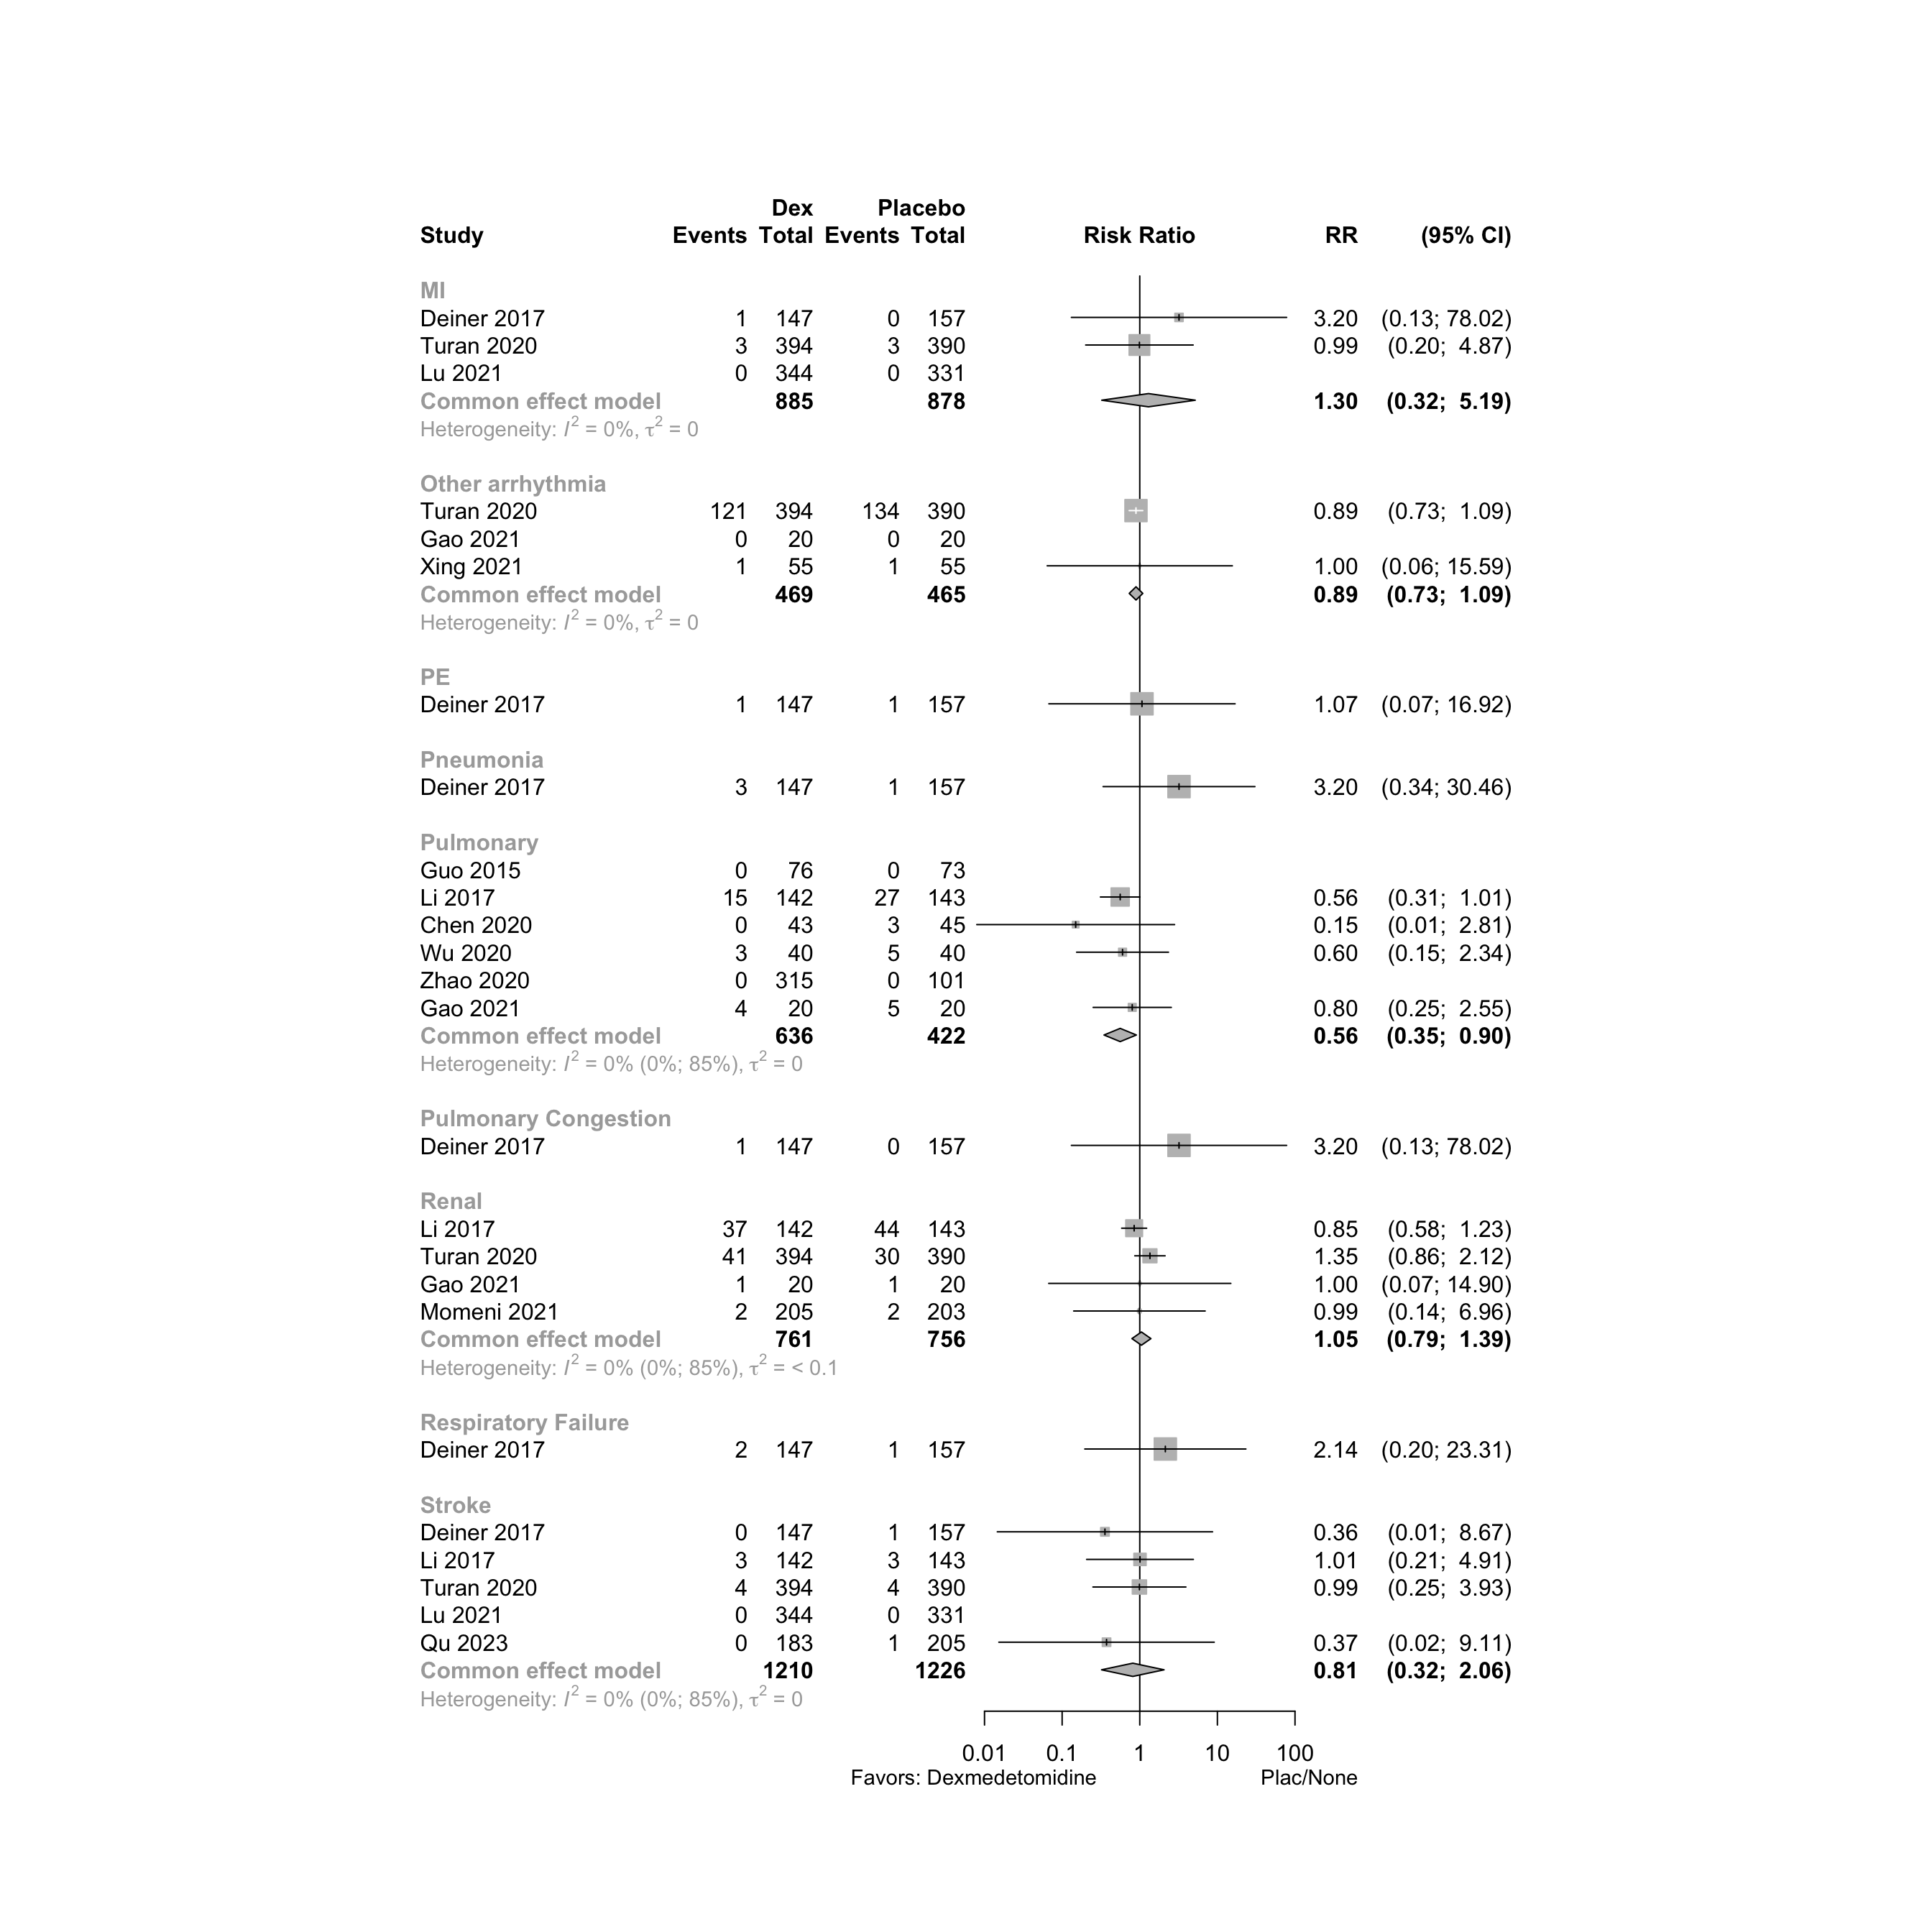 Dex Placebo
Study Events Total Events Total Risk Ratio RR (95% CI)
MI
Deiner 2017 1 147 0 157 3.20 (0.13; 78.02)
Turan 2020 3 394 3 390 0.99 (0.20; 4.87)
Lu 2021 0 344 0 331
Common effect model 885 878 1.30 (0.32; 5.19)
Heterogeneity: I² = 0%, τ² = 0
Other arrhythmia
Turan 2020 121 394 134 390 0.89 (0.73; 1.09)
Gao 2021 0 20 0 20
Xing 2021 1 55 1 55 1.00 (0.06; 15.59)
Common effect model 469 465 0.89 (0.73; 1.09)
Heterogeneity: I² = 0%, τ² = 0
PE
Deiner 2017 1 147 1 157 1.07 (0.07; 16.92)
Pneumonia
Deiner 2017 3 147 1 157 3.20 (0.34; 30.46)
Pulmonary
Guo 2015 0 76 0 73
Li 2017 15 142 27 143 0.56 (0.31; 1.01)
Chen 2020 0 43 3 45 0.15 (0.01; 2.81)
Wu 2020 3 40 5 40 0.60 (0.15; 2.34)
Zhao 2020 0 315 0 101
Gao 2021 4 20 5 20 0.80 (0.25; 2.55)
Common effect model 636 422 0.56 (0.35; 0.90)
Heterogeneity: I² = 0% (0%; 85%), τ² = 0
Pulmonary Congestion
Deiner 2017 1 147 0 157 3.20 (0.13; 78.02)
Renal
Li 2017 37 142 44 143 0.85 (0.58; 1.23)
Turan 2020 41 394 30 390 1.35 (0.86; 2.12)
Gao 2021 1 20 1 20 1.00 (0.07; 14.90)
Momeni 2021 2 205 2 203 0.99 (0.14; 6.96)
Common effect model 761 756 1.05 (0.79; 1.39)
Heterogeneity: I² = 0% (0%; 85%), τ² = < 0.1
Respiratory Failure
Deiner 2017 2 147 1 157 2.14 (0.20; 23.31)
Stroke
Deiner 2017 0 147 1 157 0.36 (0.01; 8.67)
Li 2017 3 142 3 143 1.01 (0.21; 4.91)
Turan 2020 4 394 4 390 0.99 (0.25; 3.93)
Lu 2021 0 344 0 331
Qu 2023 0 183 1 205 0.37 (0.02; 9.11)
Common effect model 1210 1226 0.81 (0.32; 2.06)
Heterogeneity: I² = 0% (0%; 85%), τ² = 0
0.01 0.1 1 10 100
Favors: Dexmedetomidine Plac/None